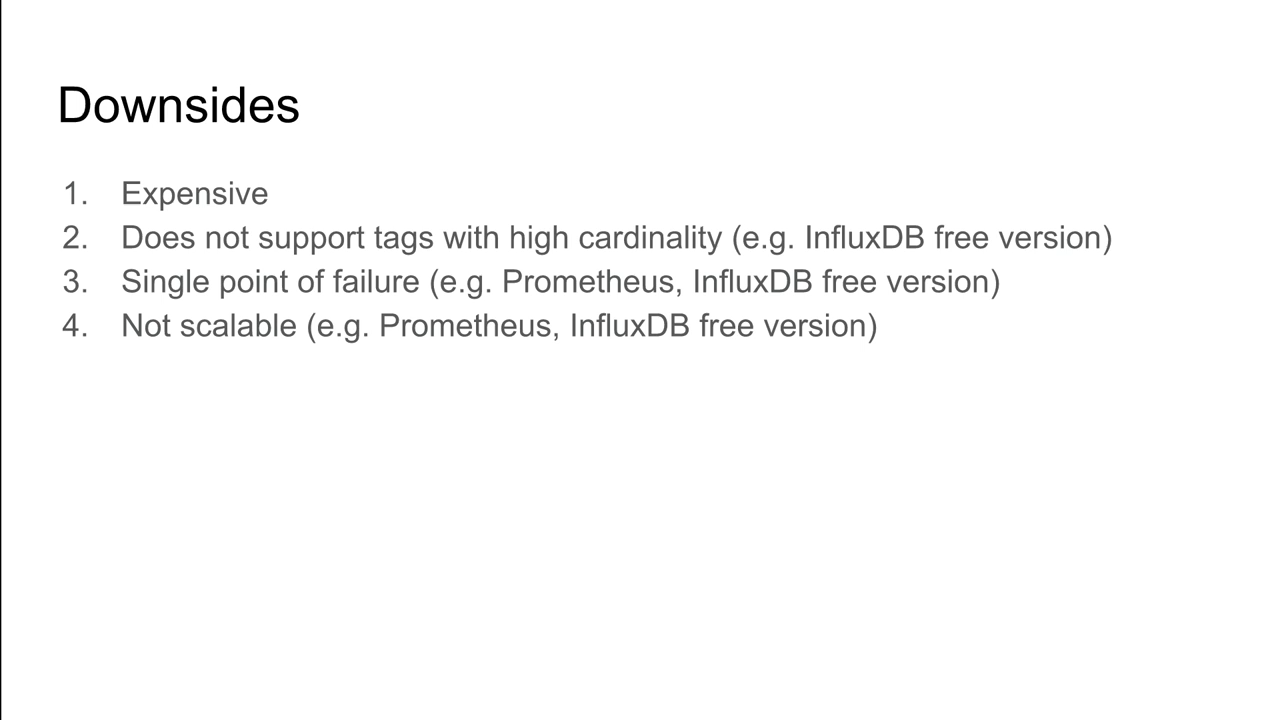 Downsides
1. Expensive
2. Does not support tags with high cardinality (e.g. InfluxDB free version)
3. Single point of failure (e.g. Prometheus, InfluxDB free version)
4. Not scalable (e.g. Prometheus, InfluxDB free version)